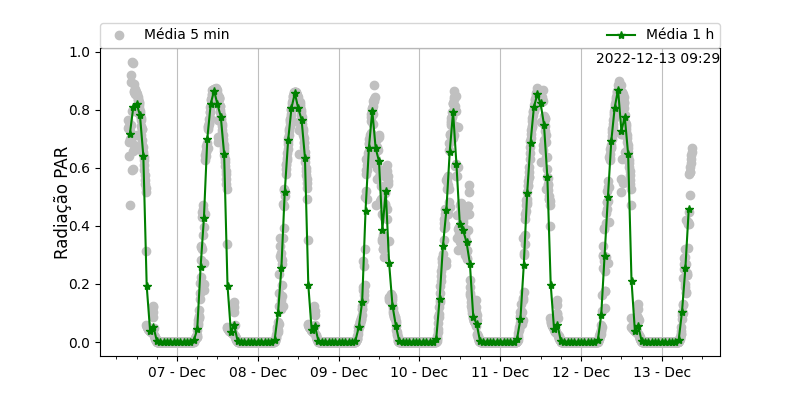 Média 5 min
Média 1 h
2022-12-13 09:29
Radiação PAR
1.0
0.8
0.6
0.4
0.2
0.0
07 - Dec
08 - Dec
09 - Dec
10 - Dec
11 - Dec
12 - Dec
13 - Dec